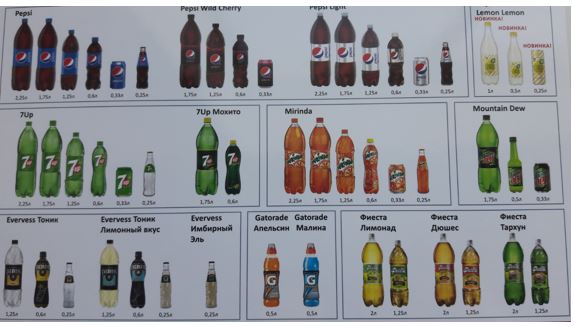 Pepsi
Pepsi Wild Cherry
Pepsi Light
Lemon Lemon
НОВИНКА!
НОВИНКА!
НОВИНКА!
2,25л 1,75л 1,25л 0,6л 0,33л 0,25л
1,75л 1,25л 0,6л 0,33
2,25л 1,75л 1,25л 0,6л 0,33л 0,25л
1л 0,5л 0,25л
7Up
7Up Мохито
Mirinda
Mountain Dew
2,25л 1,75л 1,25л 0,6л 0,33л 0,25л
1,75л 0,6л
2,25л 1,75л 1,25л 0,6л 0,33л 0,25л
1,75л 0,5л 0,33л
Evervess Тоник
Evervess Тоник
Лимонный вкус
Evervess
Имбирный
Эль
Gatorade
Апельсин
Gatorade
Малина
Фиеста
Лимонад
Фиеста
Дюшес
Фиеста
Тархун
1,25л 0,6л 0,25л
1,25л 0,6л 0,25л
0,25л
0,5л 0,5л
2л 1,25л
2л 1,25л
2л 1,25л